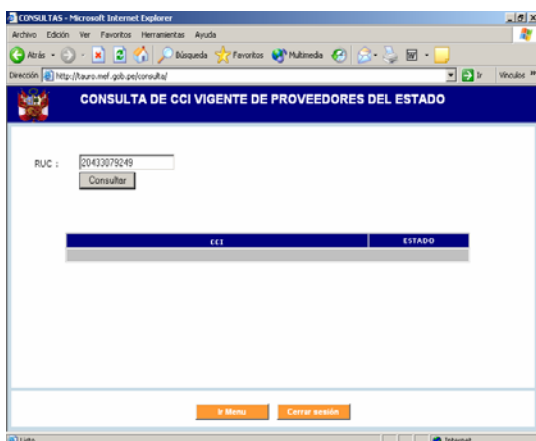 CONSULTAS - Microsoft Internet Explorer
Archivo Edición Ver Favoritos Herramientas Ayuda
Atrás Búsqueda Favoritos Multimedia
Dirección http://tauro.mef.gob.pe/consulta/ Ir Vínculos
CONSULTA DE CCI VIGENTE DE PROVEEDORES DEL ESTADO
RUC : 20433079249
Consultar
CCI ESTADO
Ir Menu Cerrar sesión
Listo Internet